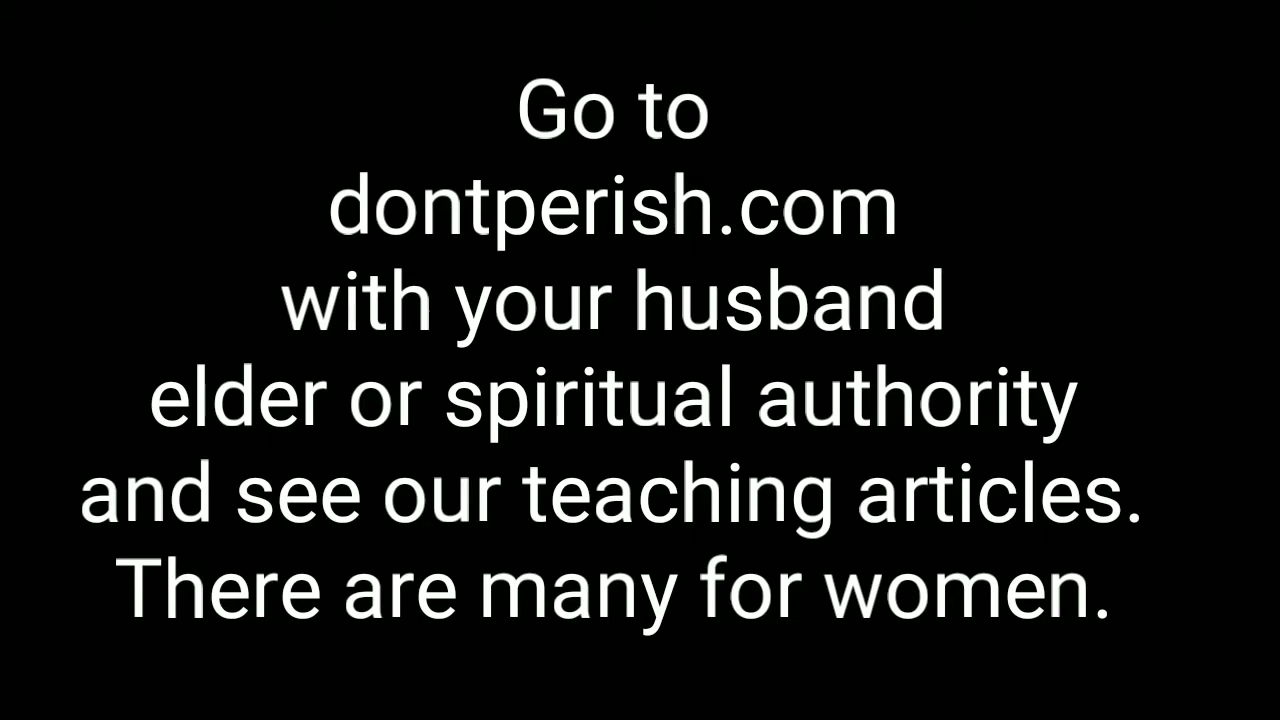 Go to
dontperish.com
with your husband
elder or spiritual authority
and see our teaching articles.
There are many for women.